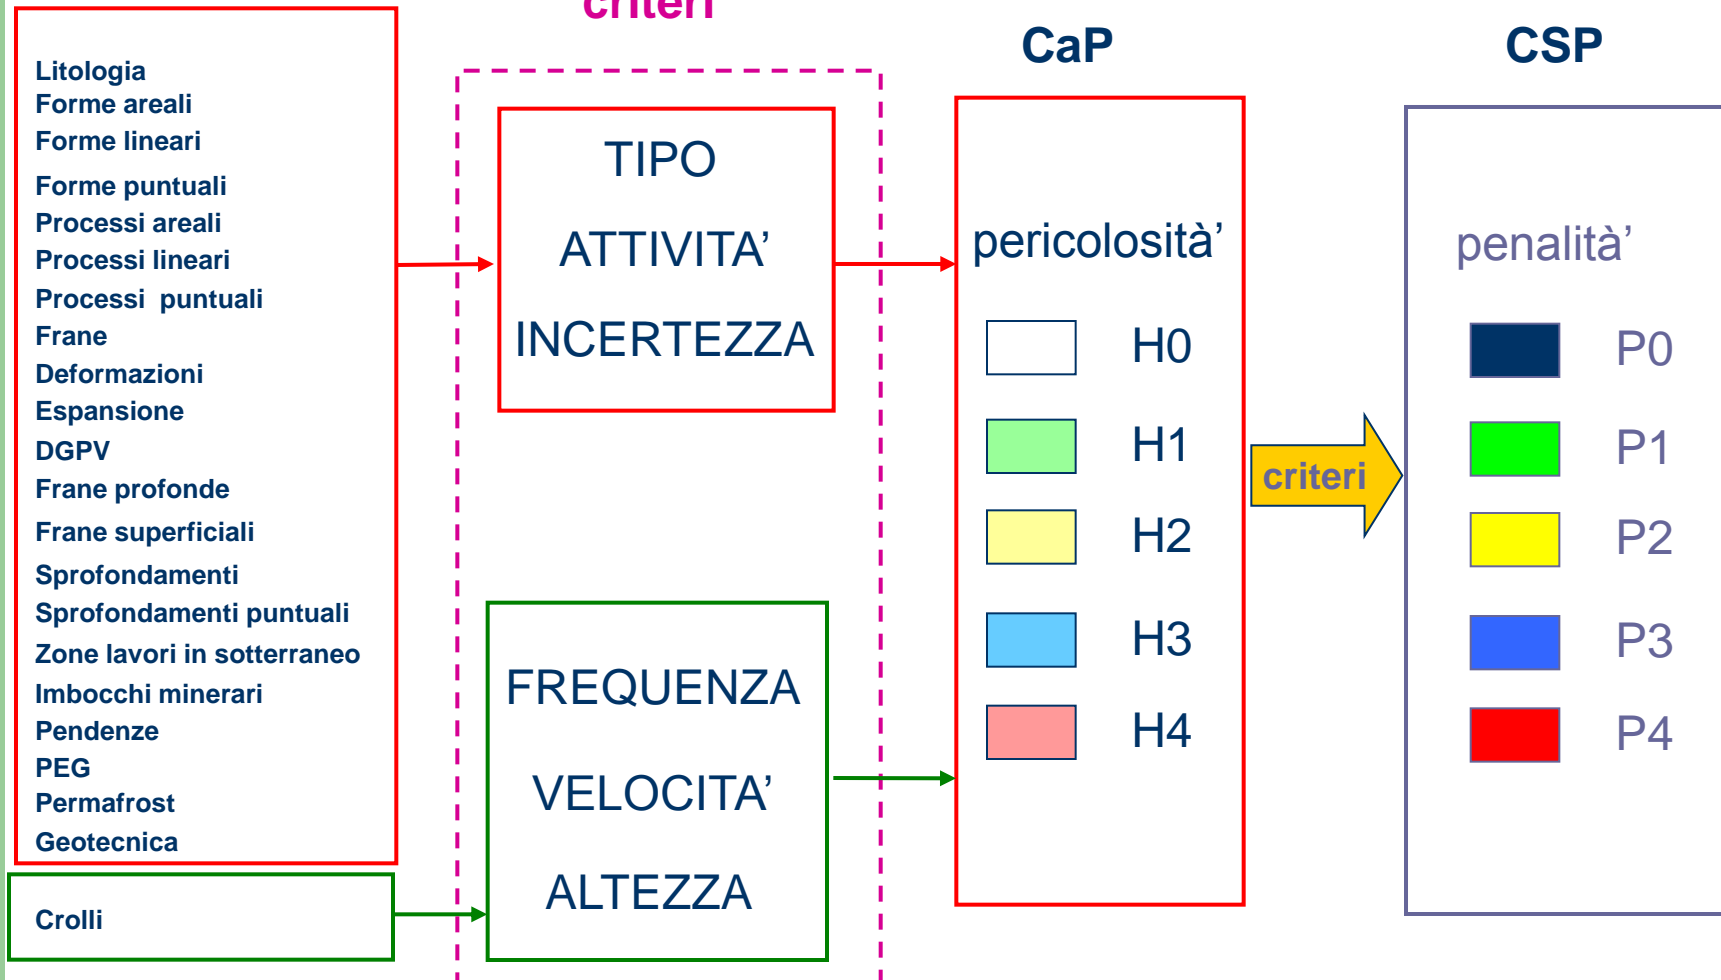 criteri
CaP
CSP
Litologia
Forme areali
Forme lineari
Forme puntuali
Processi areali
Processi lineari
Processi  puntuali
Frane
Deformazioni
Espansione
DGPV
Frane profonde
Frane superficiali
Sprofondamenti
Sprofondamenti puntuali
Zone lavori in sotterraneo
Imbocchi minerari
Pendenze
PEG
Permafrost
Geotecnica
Crolli
TIPO
ATTIVITA’
INCERTEZZA
FREQUENZA
VELOCITA’
ALTEZZA
pericolosità’
H0
H1
H2
H3
H4
criteri
penalità’
P0
P1
P2
P3
P4